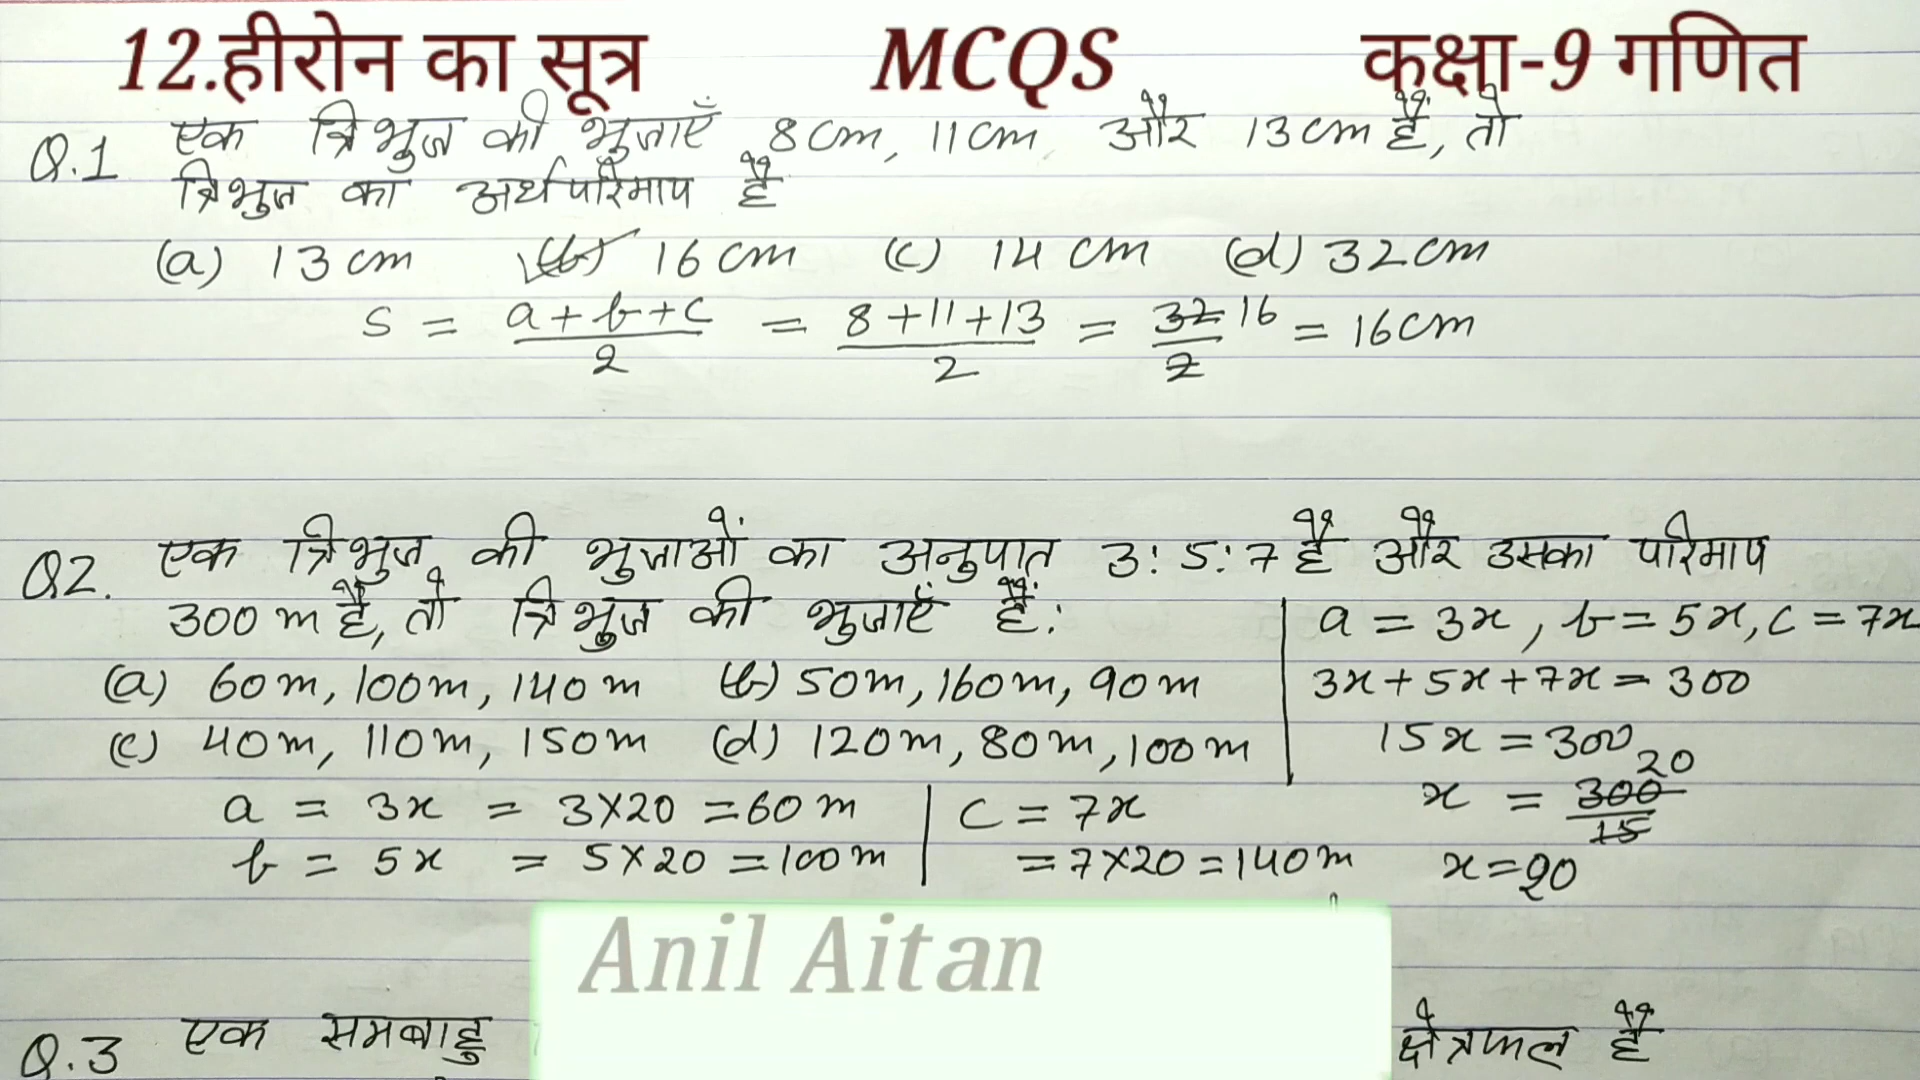 12.हीरोन का सूत्र MCQS कक्षा-9 गणित
Q.1 एक त्रिभुज की भुजाएँ 8cm, 11cm और 13cm हैं, तो
त्रिभुज का अर्धपरिमाप है
(a) 13cm (b) 16cm (c) 14cm (d) 32cm
S = a+b+c/2 = 8+11+13/2 = 32/2 16 = 16cm
Q2. एक त्रिभुज की भुजाओं का अनुपात 3:5:7 है और उसका परिमाप
300m है, तो त्रिभुज की भुजाएँ हैं:
(a) 60m, 100m, 140m (b) 50m, 160m, 90m
(c) 40m, 110m, 150m (d) 120m, 80m, 100m
a = 3x, b = 5x, c = 7x
3x+5x+7x = 300
15x = 300
x = 300/15 20
x = 20
a = 3x = 3×20 = 60m
b = 5x = 5×20 = 100m
c = 7x
= 7×20 = 140m
Anil Aitan
Q.3 एक समबाहु क्षेत्रफल है